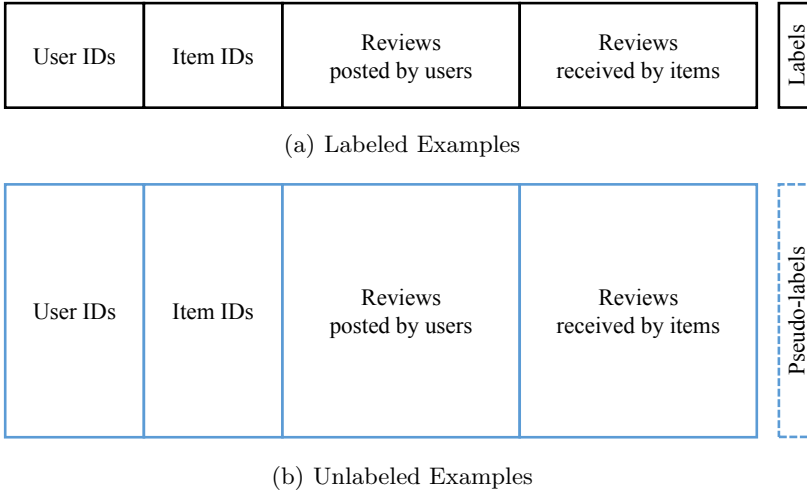 User IDs
Item IDs
Reviews
posted by users
Reviews
received by items
Labels
(a) Labeled Examples
User IDs
Item IDs
Reviews
posted by users
Reviews
received by items
Pseudo-labels
(b) Unlabeled Examples